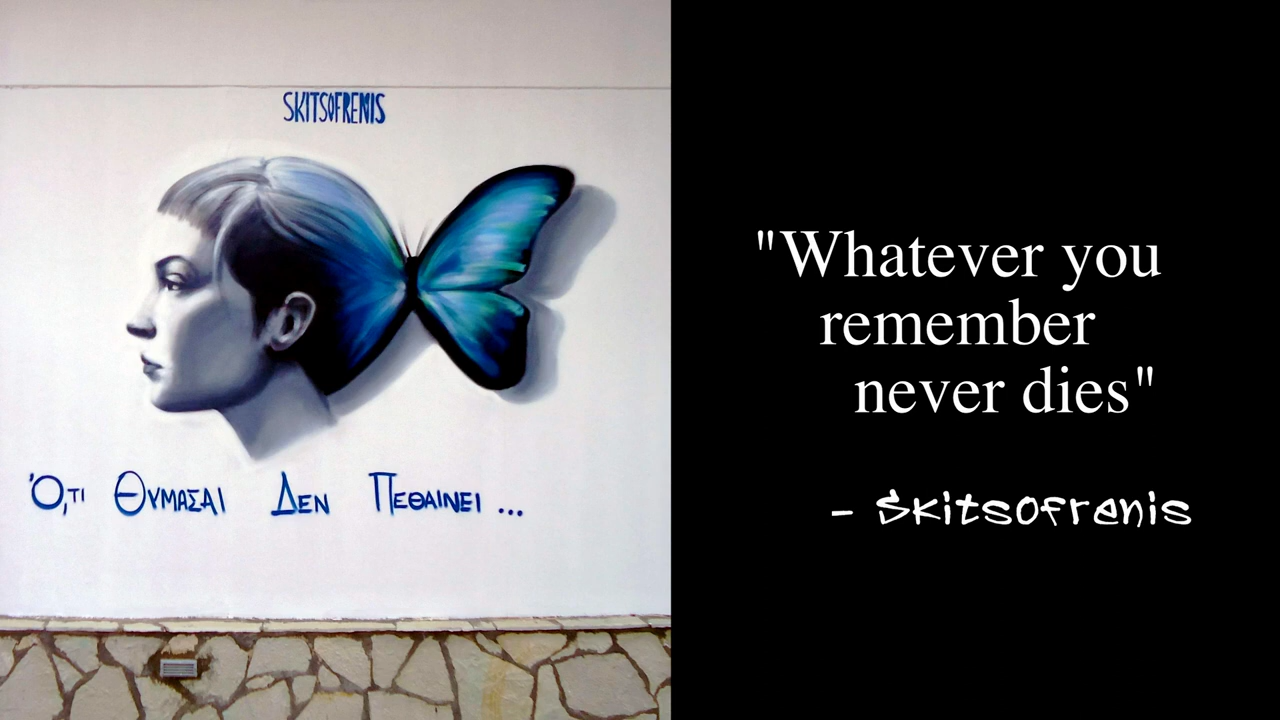 SKITSOFRENIS
Ό,τι ΘΥΜΑΣΑΙ ΔΕΝ ΠΕΘΑΙΝΕΙ ...
"Whatever you
remember
never dies"
- Skitsofrenis